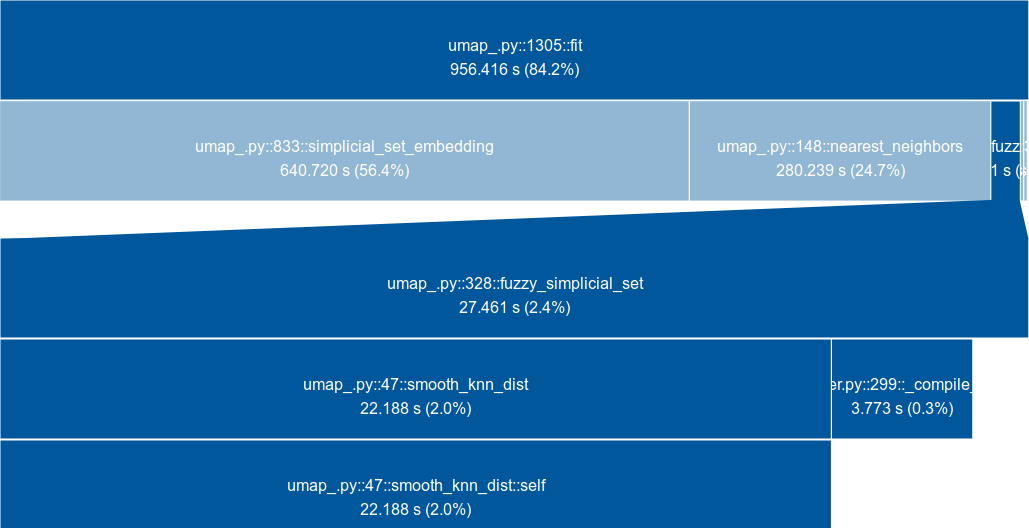 umap_.py::1305::fit
956.416 s (84.2%)
umap_.py::833::simplicial_set_embedding
640.720 s (56.4%)
umap_.py::148::nearest_neighbors
280.239 s (24.7%)
fuzz
1 s (
umap_.py::328::fuzzy_simplicial_set
27.461 s (2.4%)
umap_.py::47::smooth_knn_dist
22.188 s (2.0%)
er.py::299::_compile_
3.773 s (0.3%)
umap_.py::47::smooth_knn_dist::self
22.188 s (2.0%)